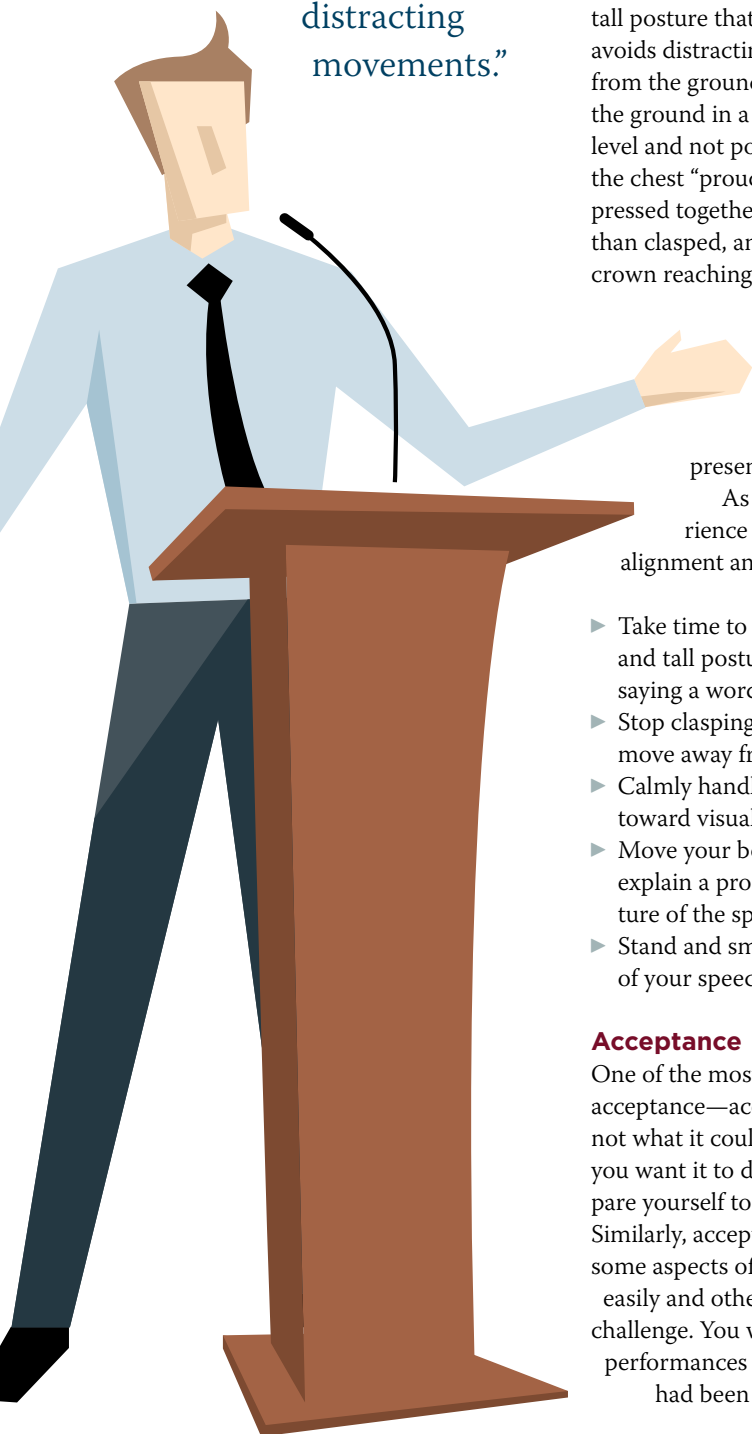 distracting
movements.”
tall posture that
avoids distractin
from the ground
the ground in a
level and not po
the chest “proud
pressed togethe
than clasped, an
crown reaching
presen
As
rience
alignment an
▶ Take time to
and tall postu
saying a word
▶ Stop clasping
move away fr
▶ Calmly handl
toward visual
▶ Move your bo
explain a pro
ture of the sp
▶ Stand and sm
of your speec
Acceptance
One of the mos
acceptance—acc
not what it coul
you want it to d
pare yourself to
Similarly, accept
some aspects of
easily and othe
challenge. You w
performances
had been